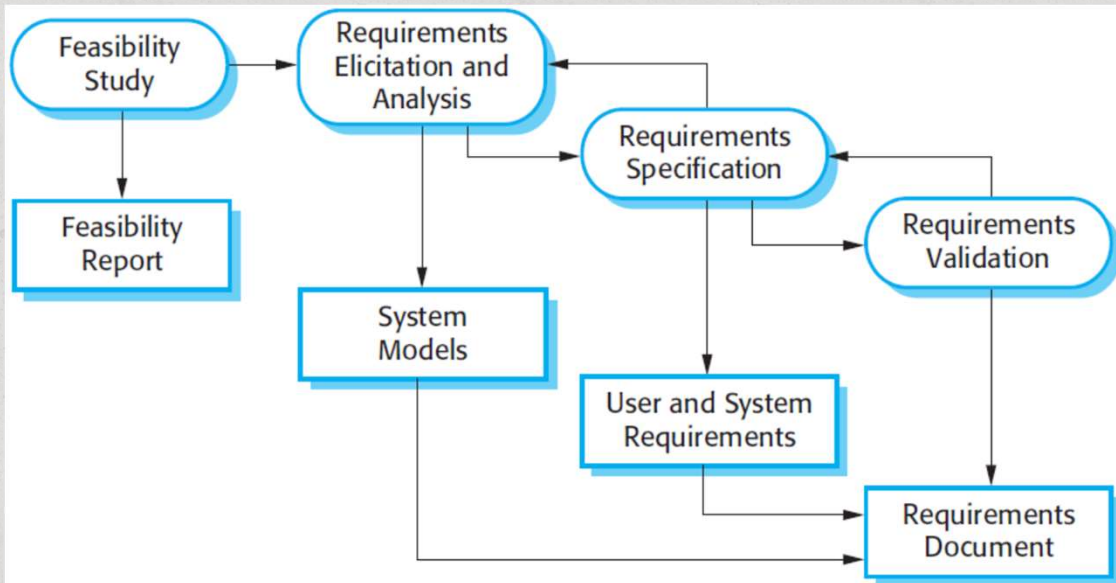 Feasibility
Study
Requirements
Elicitation and
Analysis
Requirements
Specification
Requirements
Validation
Feasibility
Report
System
Models
User and System
Requirements
Requirements
Document